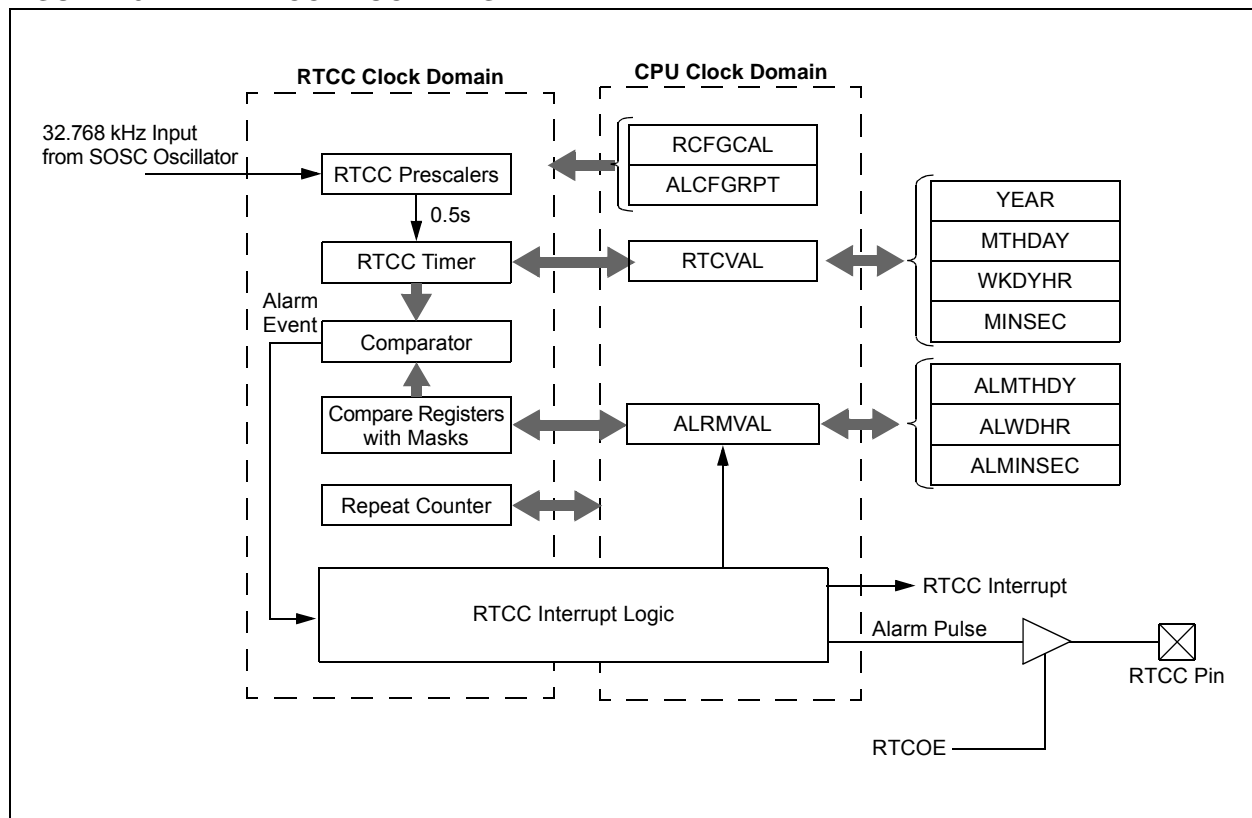 RTCC Clock Domain
CPU Clock Domain
32.768 kHz Input
from SOSC Oscillator
RTCC Prescalers
0.5s
RTCC Timer
Alarm
Event
Comparator
Compare Registers
with Masks
Repeat Counter
RCFGCAL
ALCFGRPT
RTCVAL
ALRMVAL
YEAR
MTHDAY
WKDYHR
MINSEC
ALMTHDY
ALWDHR
ALMINSEC
RTCC Interrupt Logic
RTCC Interrupt
Alarm Pulse
RTCC Pin
RTCOE